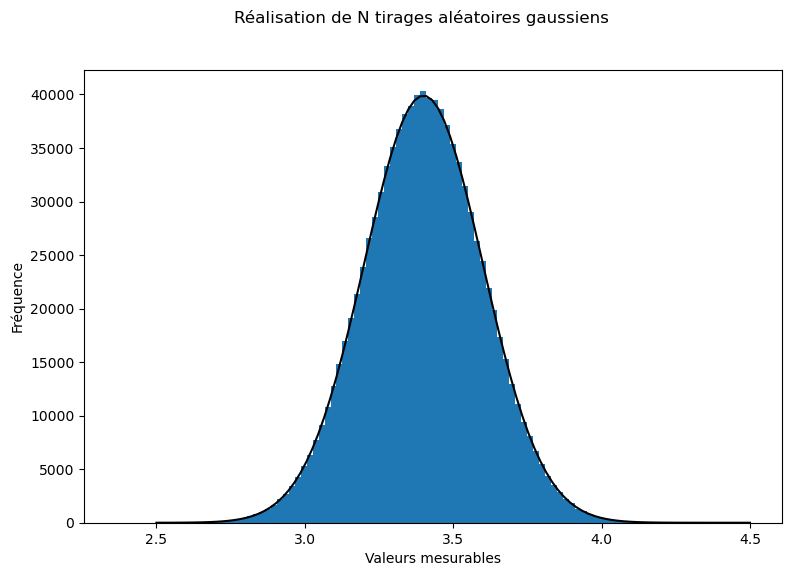 Réalisation de N tirages aléatoires gaussiens
40000
35000
30000
25000
20000
15000
10000
5000
0
Fréquence
2.5 3.0 3.5 4.0 4.5
Valeurs mesurables